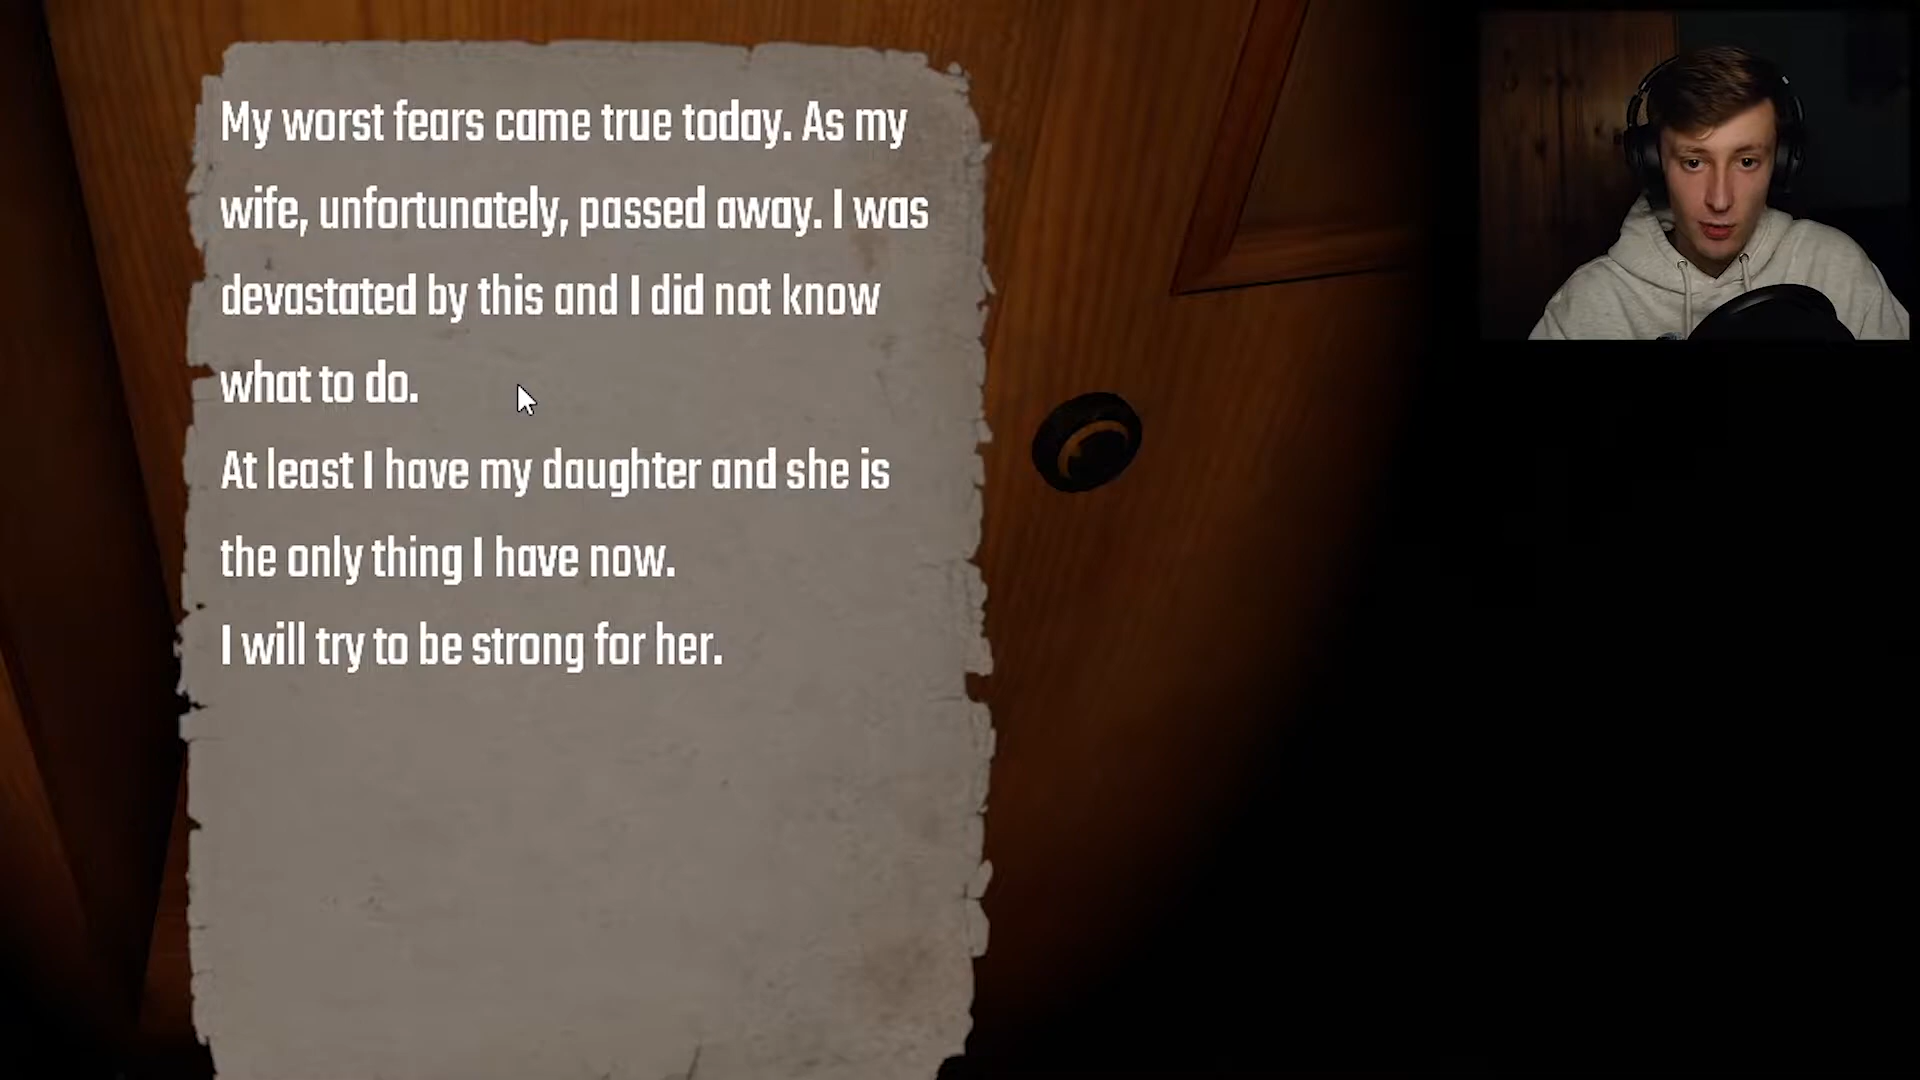 My worst fears came true today. As my
wife, unfortunately, passed away. I was
devastated by this and I did not know
what to do.
At least I have my daughter and she is
the only thing I have now.
I will try to be strong for her.